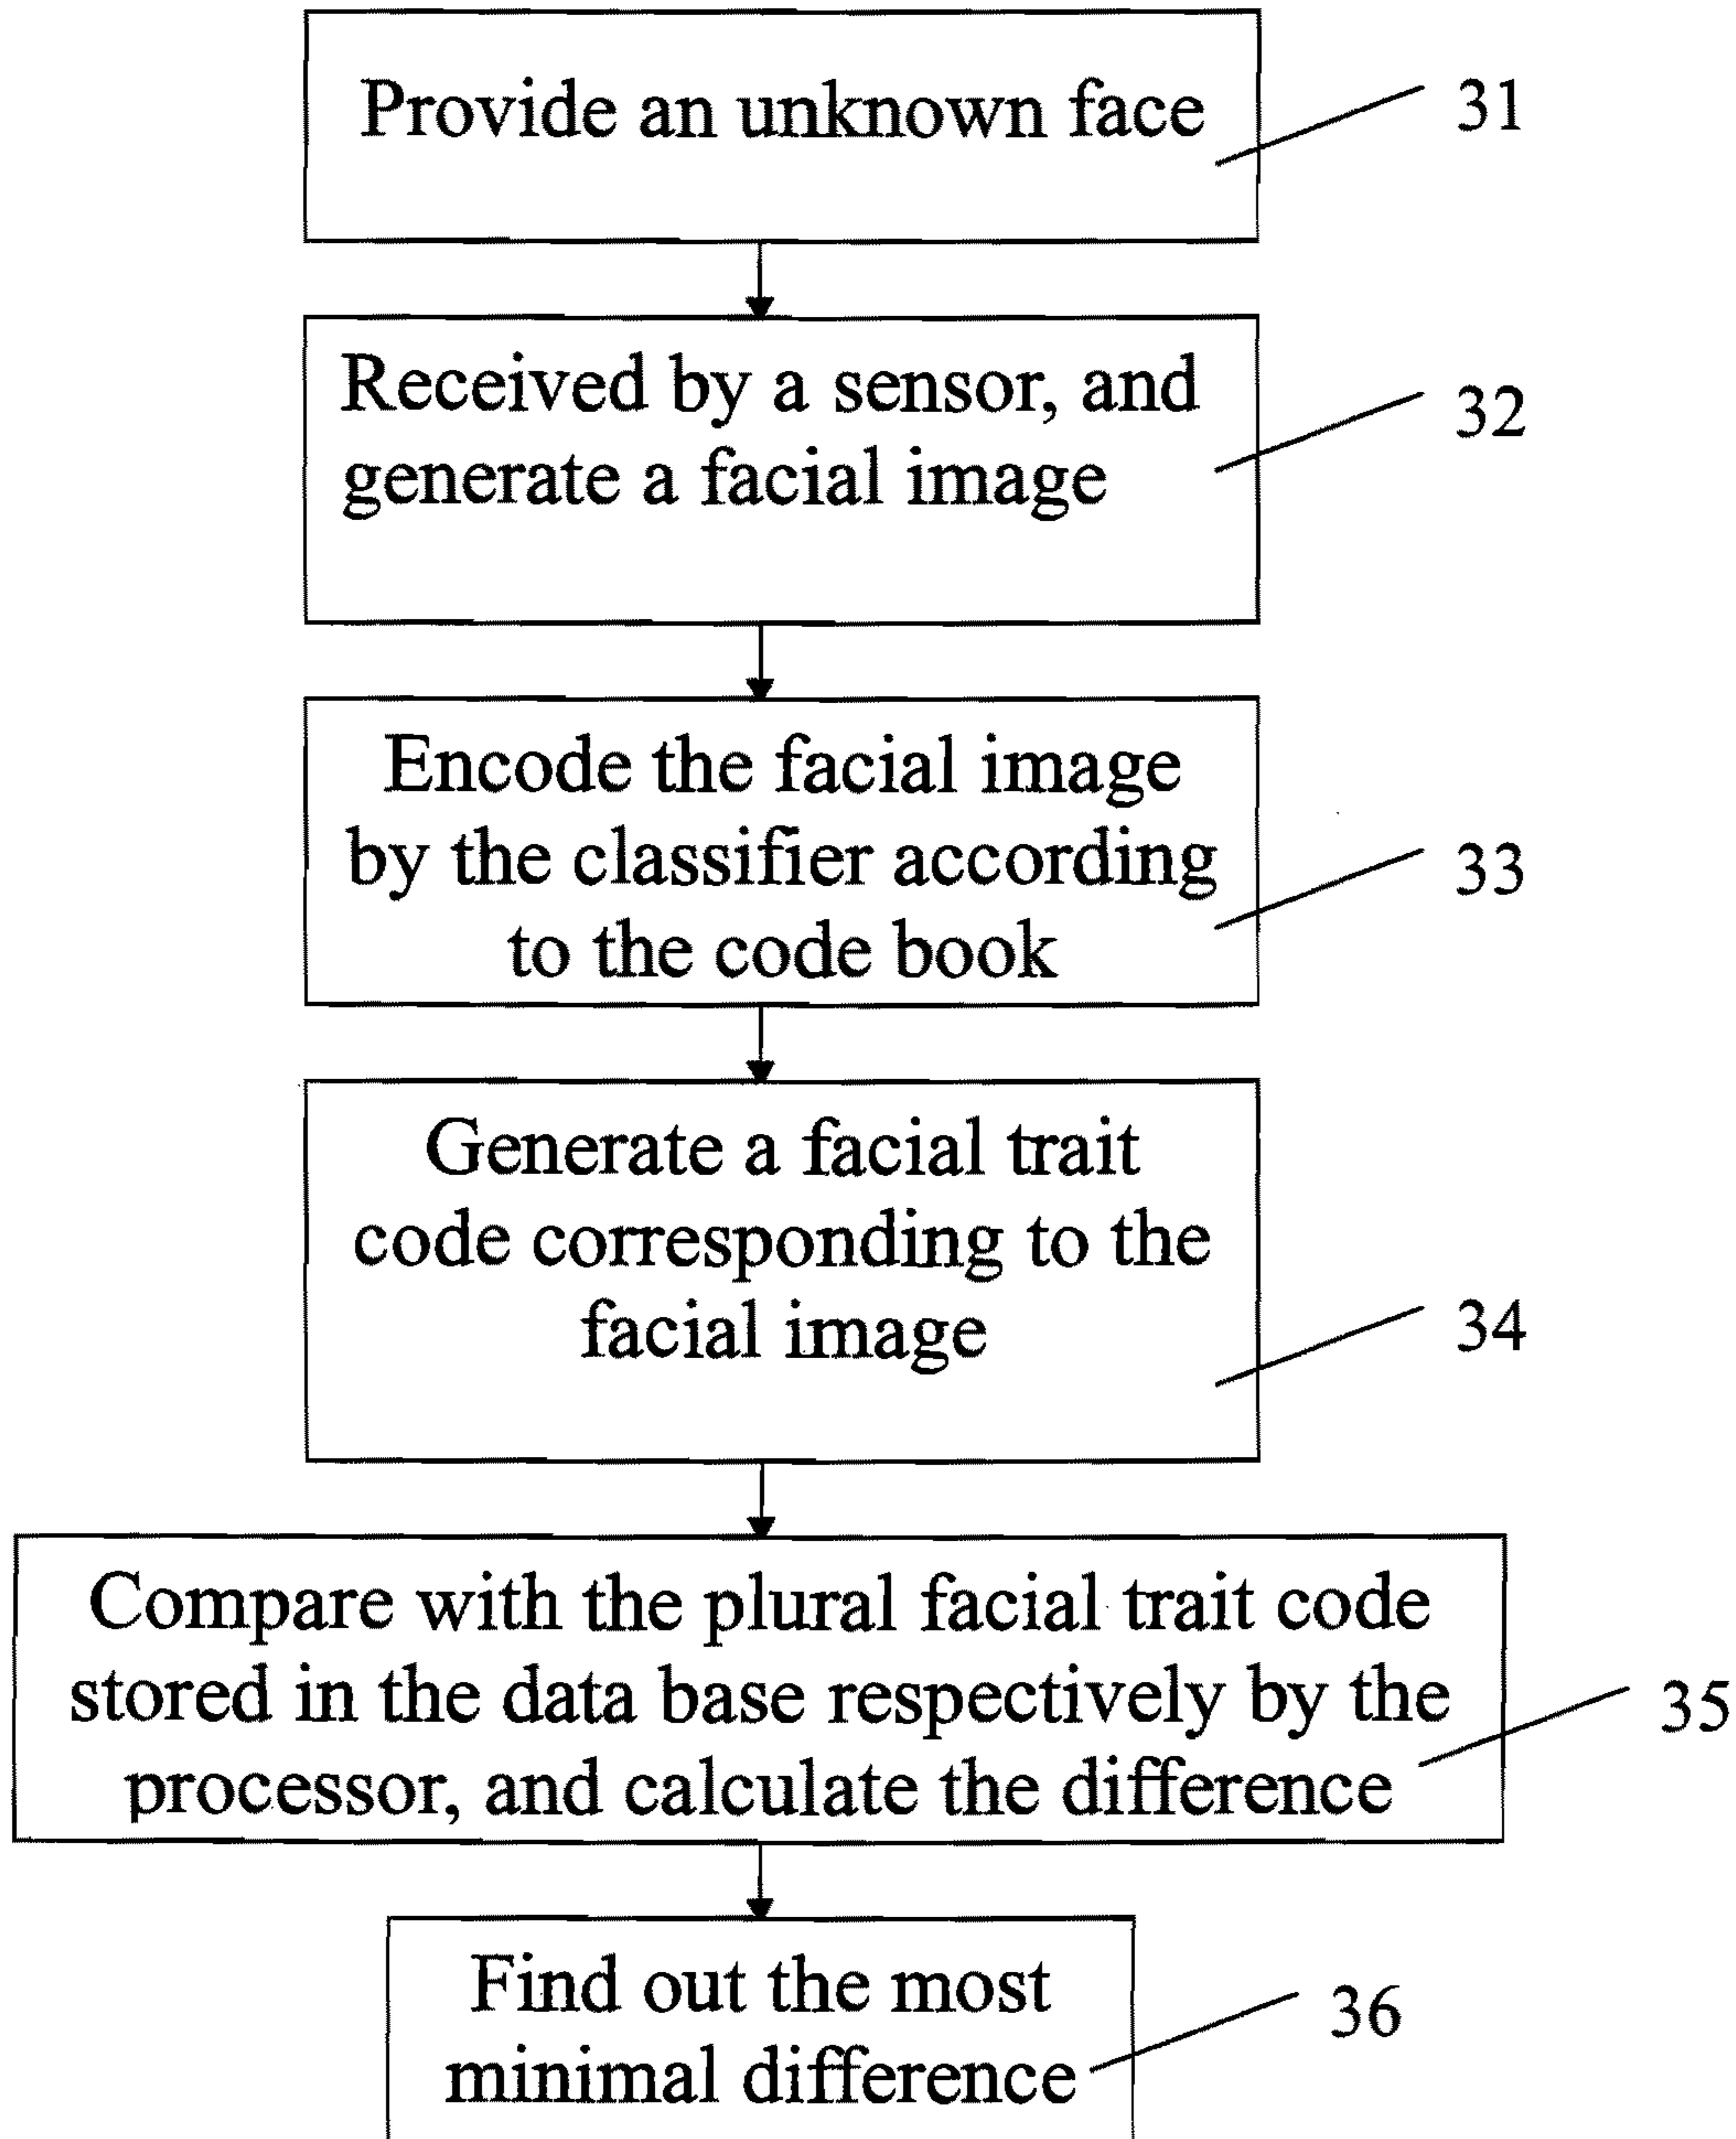 Provide an unknown face
31
Received by a sensor, and
generate a facial image
32
Encode the facial image
by the classifier according
to the code book
33
Generate a facial trait
code corresponding to the
facial image
34
Compare with the plural facial trait code
stored in the data base respectively by the
processor, and calculate the difference
35
Find out the most
minimal difference
36